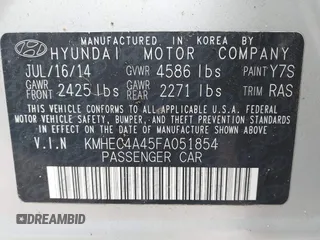 MANUFACTURED IN KOREA BY
HYUNDAI MOTOR COMPANY
JUL/16/14 GVWR 4586 lbs PAINT Y7S
GAWR FRONT 2425 lbs GAWR REAR 2271 lbs TRIM RAS
THIS VEHICLE CONFORMS TO ALL APPLICABLE U.S. FEDERAL
MOTOR VEHICLE SAFETY, BUMPER, AND THEFT PREVENTION
STANDARDS IN EFFECT ON THE DATE OF MANUFACTURE SHOWN ABOVE.
V.I.N KMHEC4A45FA051854
PASSENGER CAR
DREAMBID